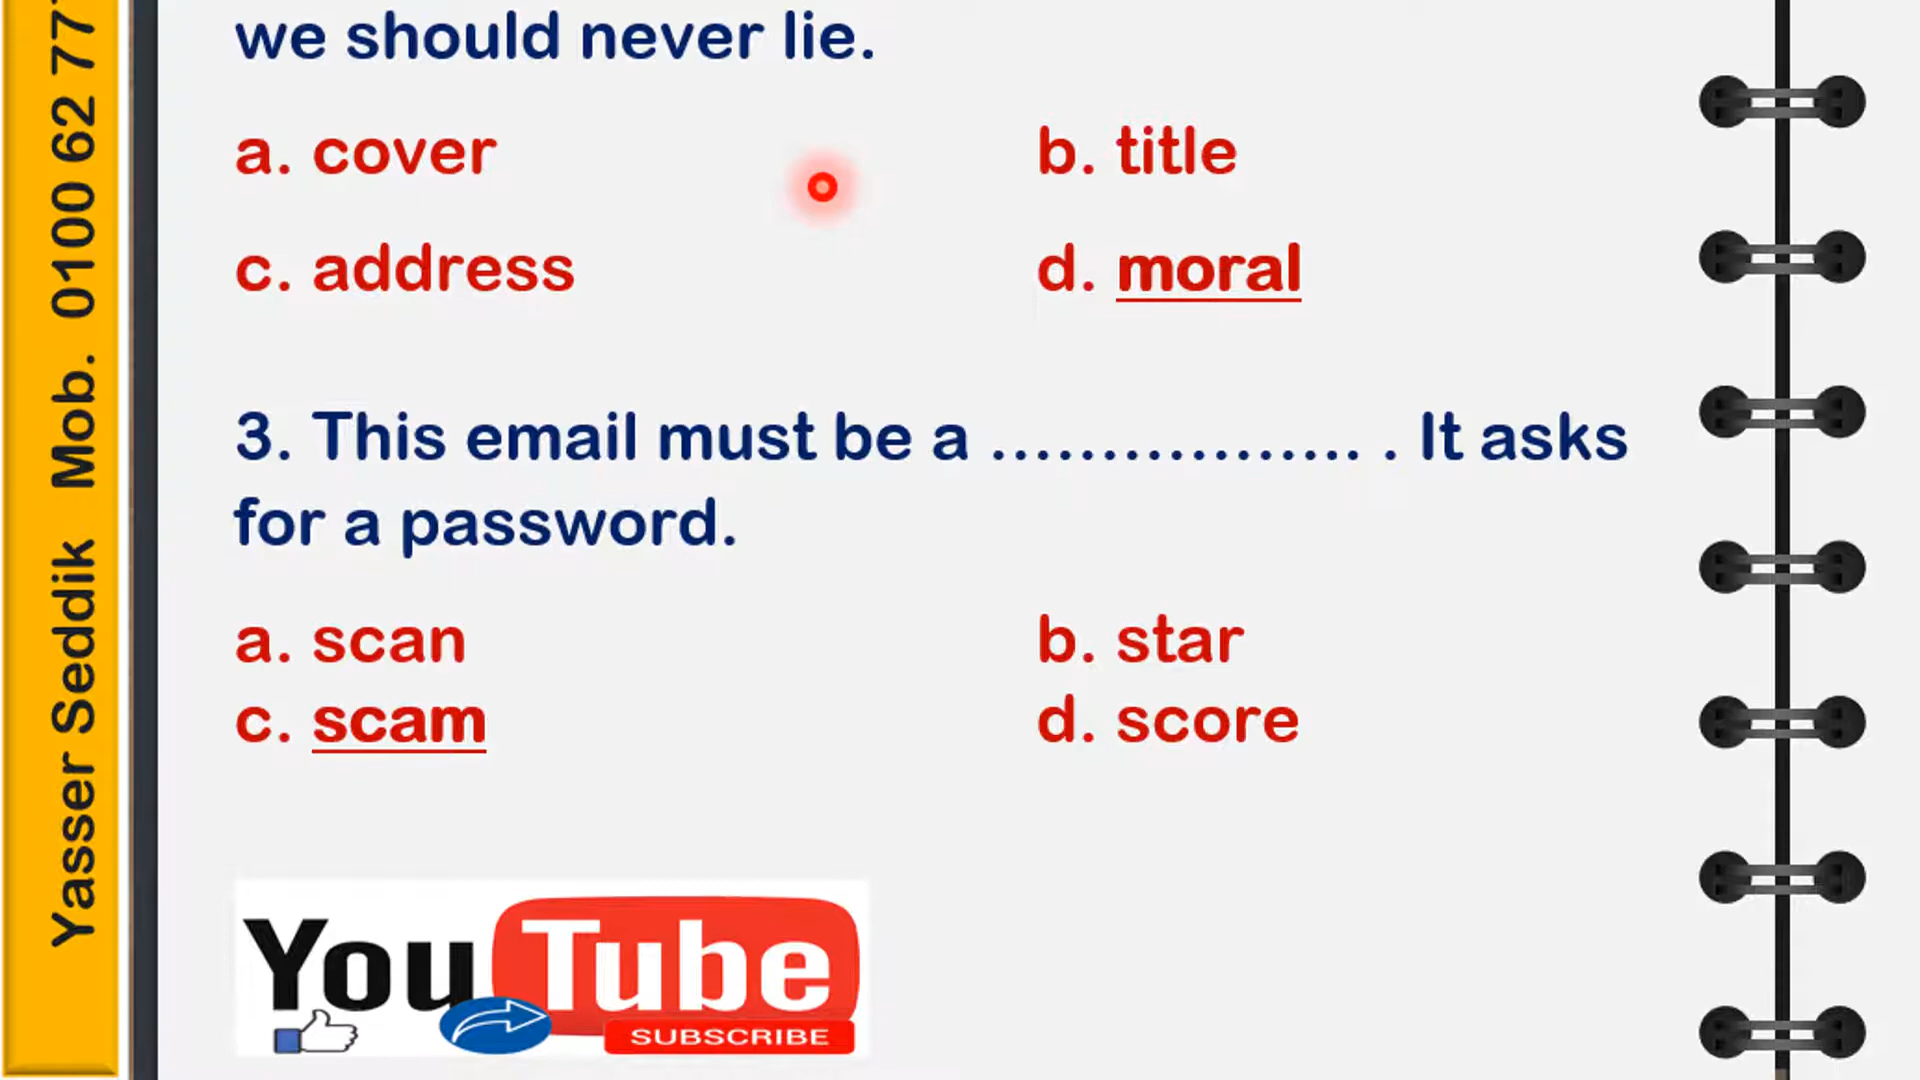 we should never lie.
a. cover
b. title
c. address
d. moral
3. This email must be a ................. . It asks
for a password.
a. scan
b. star
c. scam
d. score
YouTube
SUBSCRIBE
Yasser Seddik Mob. 0100 62 77